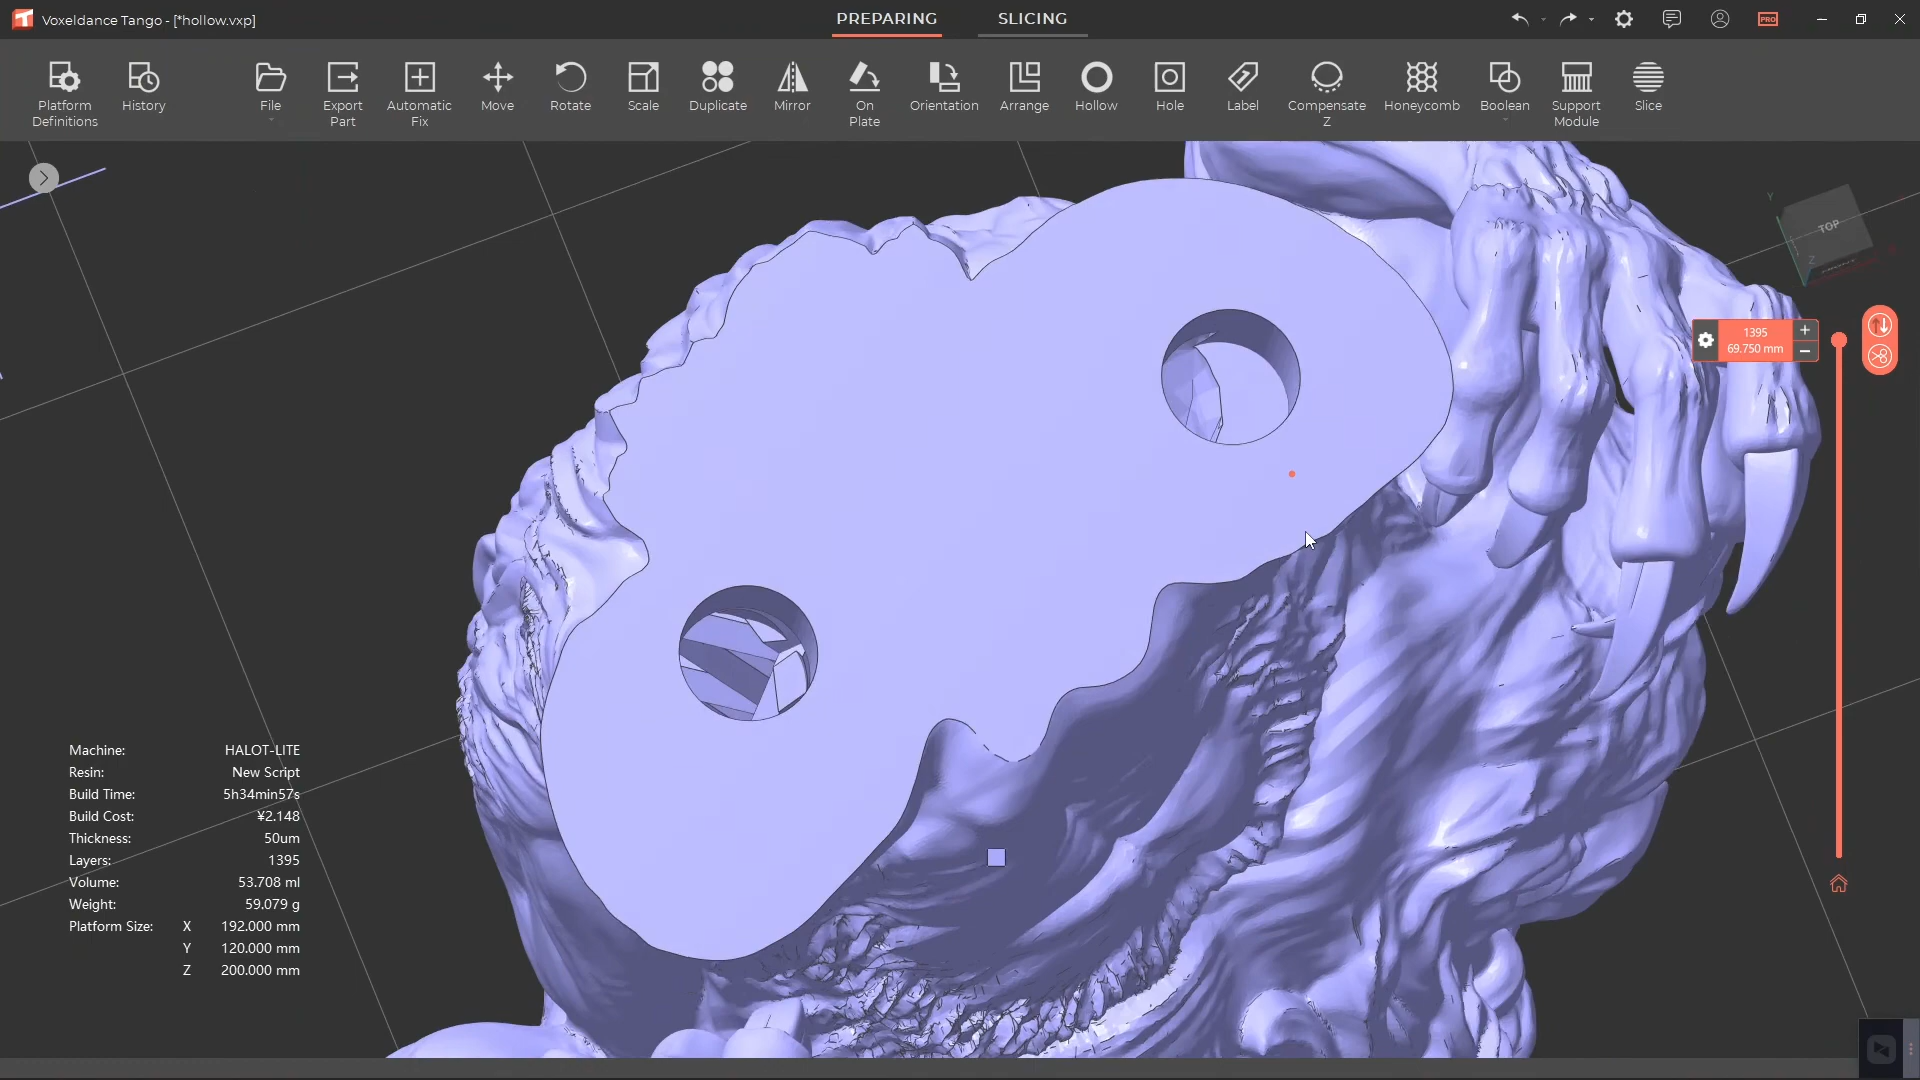 Voxeldance Tango - [*hollow.vxp]
PREPARING
SLICING
PRO
Platform Definitions
History
File
Export Part
Automatic Fix
Move
Rotate
Scale
Duplicate
Mirror
On Plate
Orientation
Arrange
Hollow
Hole
Label
Compensate Z
Honeycomb
Boolean
Support Module
Slice
Y
TOP
Z
1395
69.750 mm
Machine: HALOT-LITE
Resin: New Script
Build Time: 5h34min57s
Build Cost: ¥2.148
Thickness: 50um
Layers: 1395
Volume: 53.708 ml
Weight: 59.079 g
Platform Size: X 192.000 mm
Y 120.000 mm
Z 200.000 mm